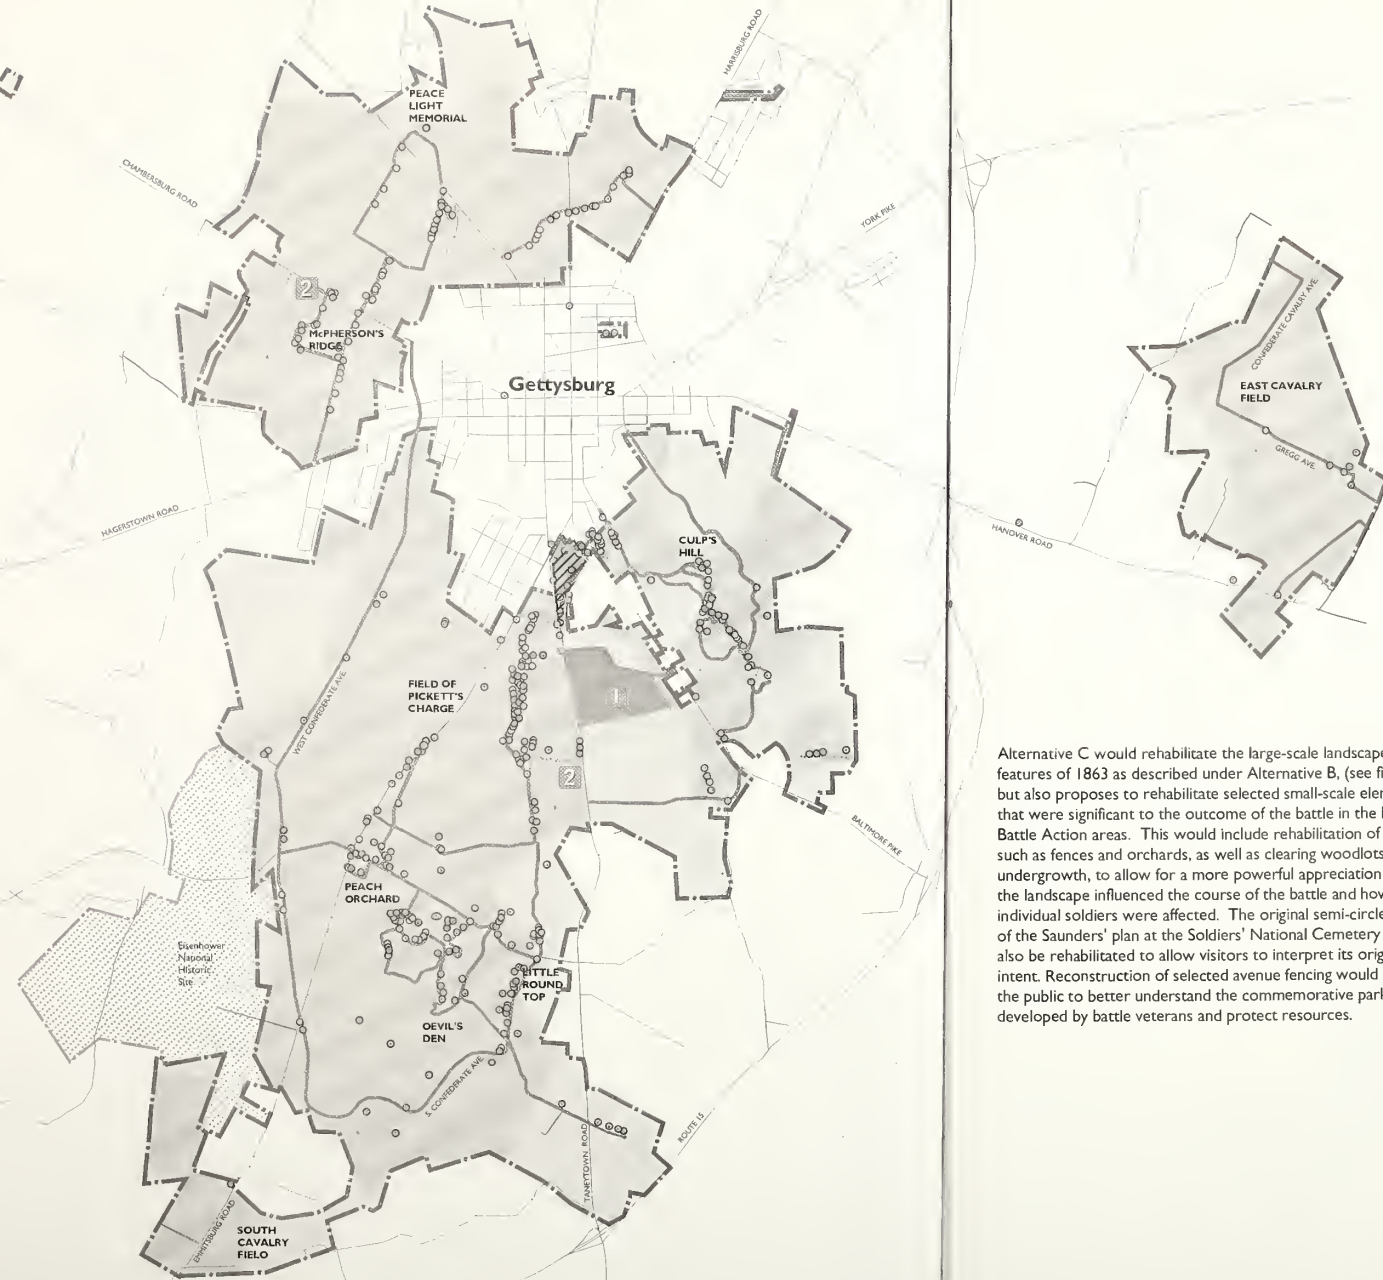 HARRISBURG ROAD
PEACE
LIGHT
MEMORIAL
CHAMBERSBURG ROAD
YORK PIKE
2
McPHERSON'S
RIDGE
Gettysburg
CONFEDERATE CAVALRY AVE.
EAST CAVALRY
FIELD
GREGG AVE.
HAGERSTOWN ROAD
HANOVER ROAD
CULP'S
HILL
FIELD OF
PICKETT'S
CHARGE
1
WEST CONFEDERATE AVE.
2
BALTIMORE PIKE
PEACH
ORCHARD
Eisenhower
National
Historic
Site
LITTLE
ROUND
TOP
DEVIL'S
DEN
S. CONFEDERATE AVE.
TANEYTOWN ROAD
ROUTE 15
EMMITSBURG ROAD
SOUTH
CAVALRY
FIELD
Alternative C would rehabilitate the large-scale landscape
features of 1863 as described under Alternative B, (see
but also proposes to rehabilitate selected small-scale
that were significant to the outcome of the battle in the
Battle Action areas. This would include rehabilitation of
such as fences and orchards, as well as clearing woodlots
undergrowth, to allow for a more powerful appreciation
the landscape influenced the course of the battle and
individual soldiers were affected. The original semi-circle
of the Saunders' plan at the Soldiers' National Cemetery
also be rehabilitated to allow visitors to interpret its
intent. Reconstruction of selected avenue fencing would
the public to better understand the commemorative
developed by battle veterans and protect resources.